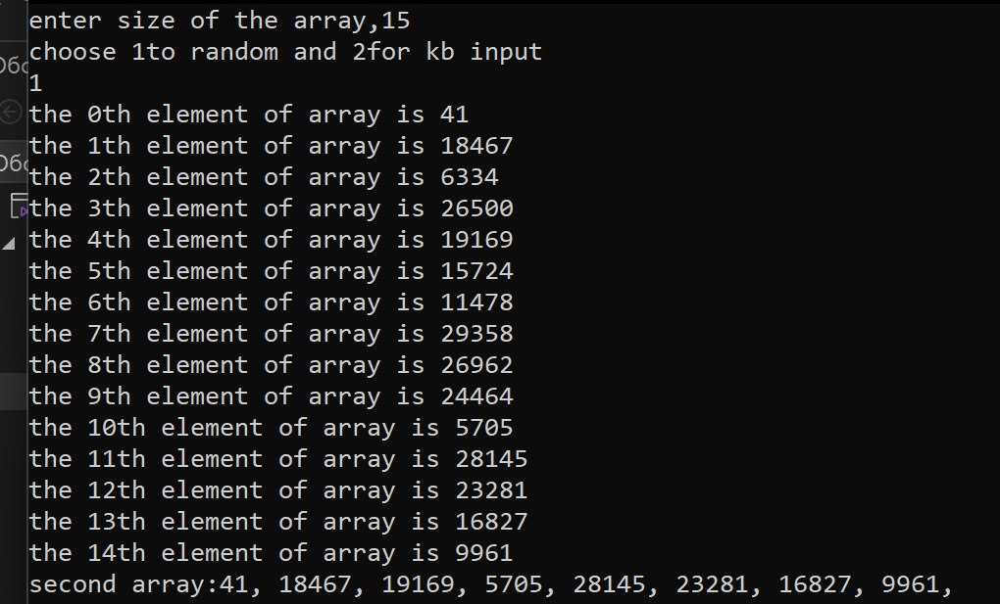 enter size of the array,15
choose 1to random and 2for kb input
1
the 0th element of array is 41
the 1th element of array is 18467
the 2th element of array is 6334
the 3th element of array is 26500
the 4th element of array is 19169
the 5th element of array is 15724
the 6th element of array is 11478
the 7th element of array is 29358
the 8th element of array is 26962
the 9th element of array is 24464
the 10th element of array is 5705
the 11th element of array is 28145
the 12th element of array is 23281
the 13th element of array is 16827
the 14th element of array is 9961
second array:41, 18467, 19169, 5705, 28145, 23281, 16827, 9961,